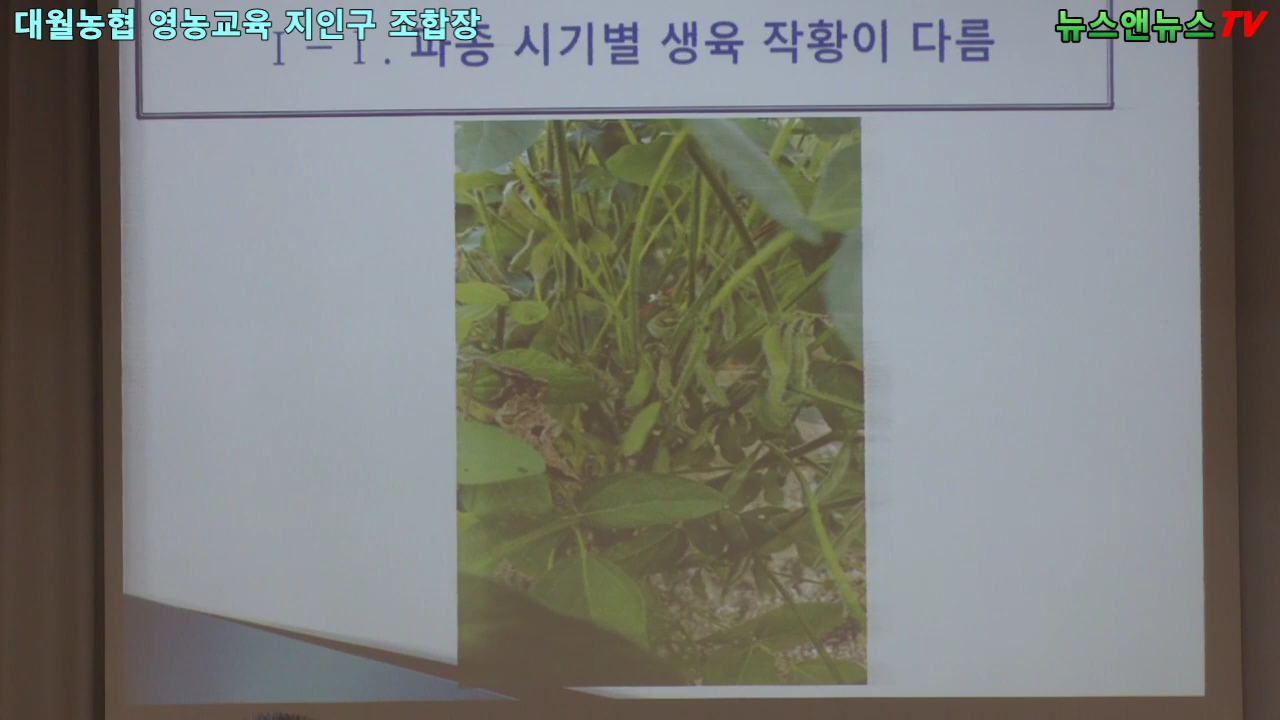 대월농협 영농교육 지인구 조합장
뉴스앤뉴스TV
Ⅰ-1. 파종 시기별 생육 작황이 다름